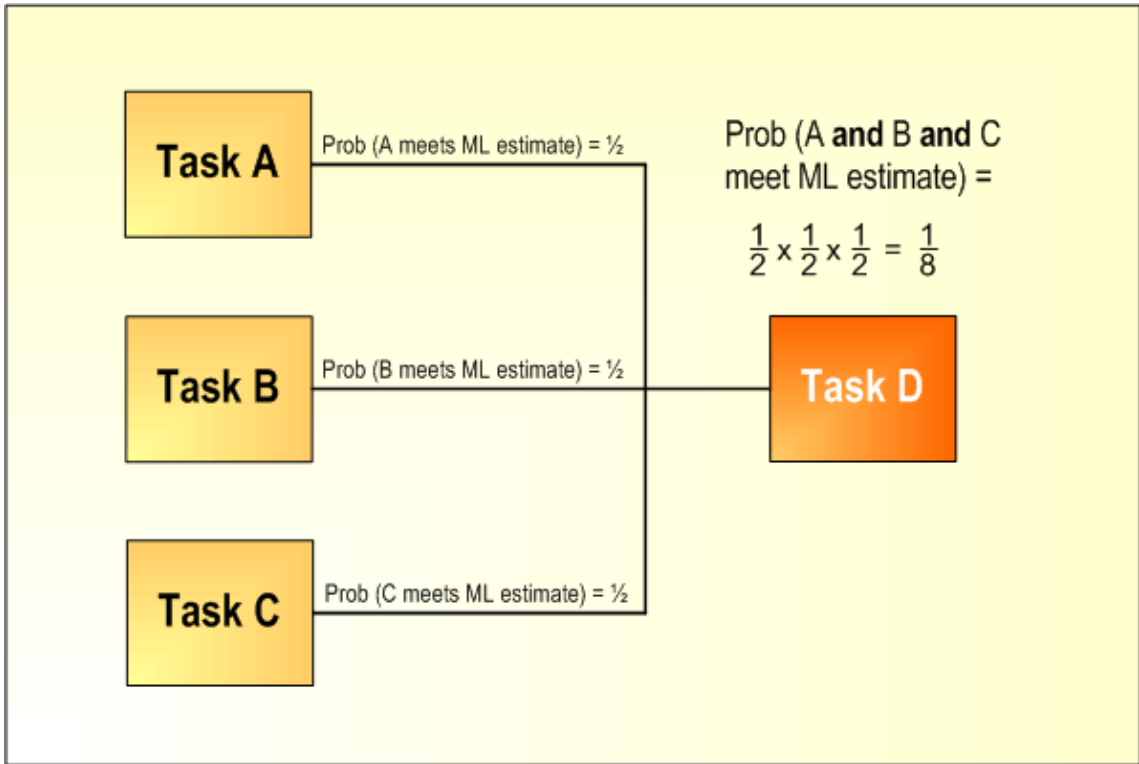 Task A
Prob (A meets ML estimate) = ½
Prob (A and B and C
meet ML estimate) =
1/2 x 1/2 x 1/2 = 1/8
Task B
Prob (B meets ML estimate) = ½
Task D
Task C
Prob (C meets ML estimate) = ½